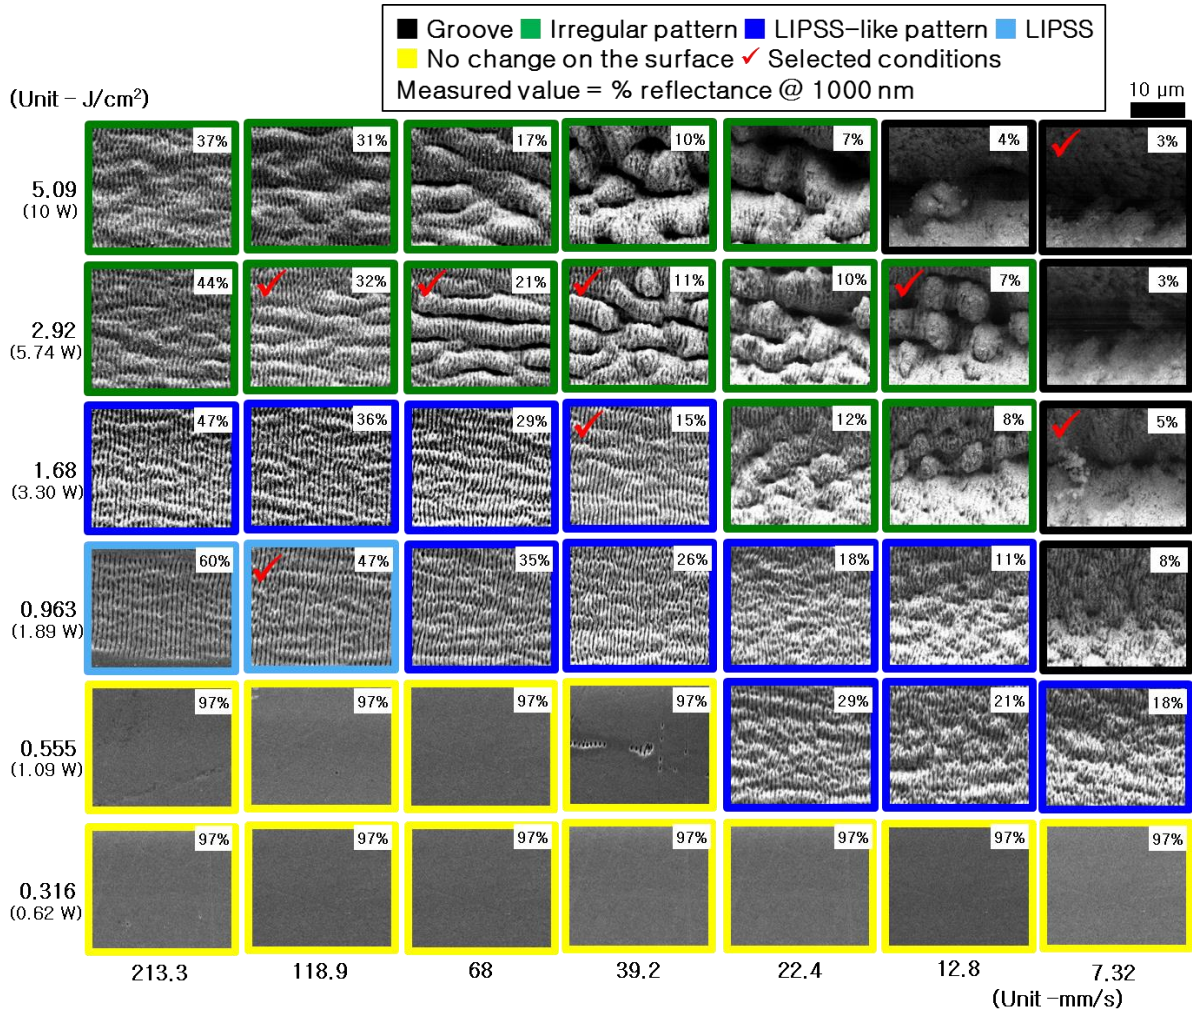 Groove Irregular pattern LIPSS-like pattern LIPSS
No change on the surface ✓ Selected conditions
Measured value = % reflectance @ 1000 nm
(Unit - J/cm²)
10 μm
37% 31% 17% 10% 7% 4% 3%
5.09
(10 W)
44% 32% 21% 11% 10% 7% 3%
2.92
(5.74 W)
47% 36% 29% 15% 12% 8% 5%
1.68
(3.30 W)
60% 47% 35% 26% 18% 11% 8%
0.963
(1.89 W)
97% 97% 97% 97% 29% 21% 18%
0.555
(1.09 W)
97% 97% 97% 97% 97% 97% 97%
0.316
(0.62 W)
213.3 118.9 68 39.2 22.4 12.8 7.32
(Unit -mm/s)